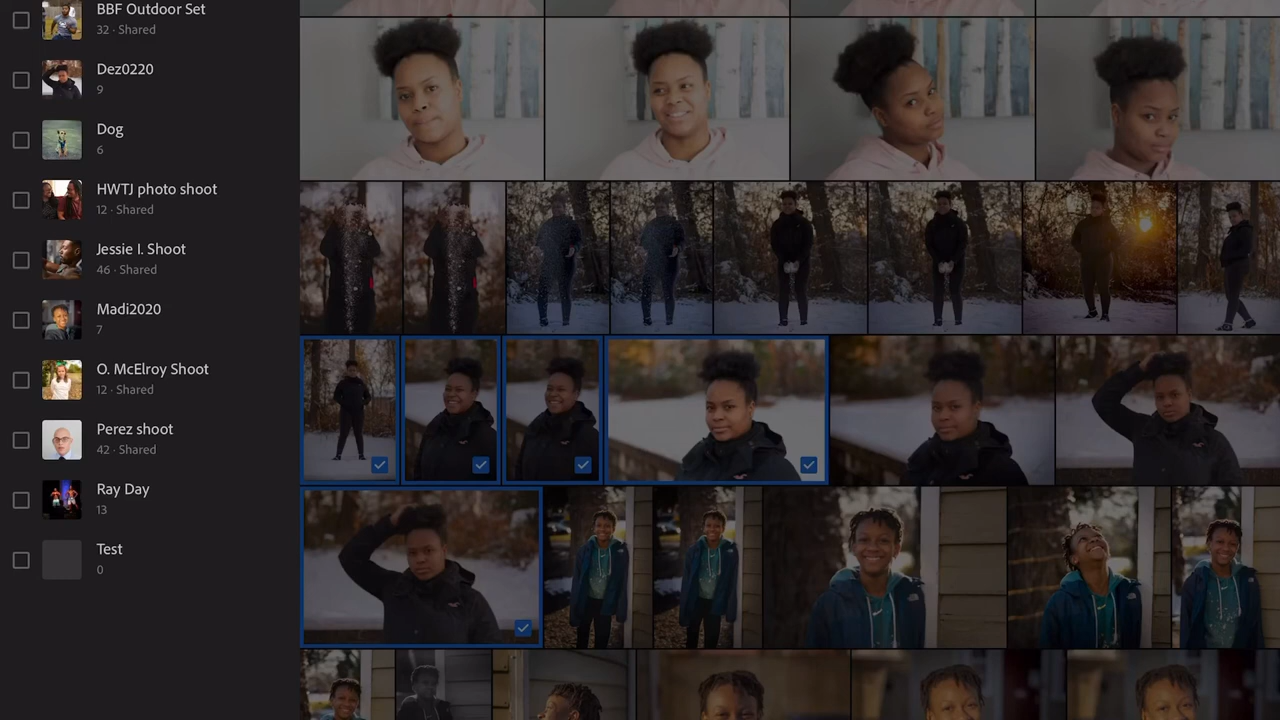 BBF Outdoor Set
32 · Shared
Dez0220
9
Dog
6
HWTJ photo shoot
12 · Shared
Jessie I. Shoot
46 · Shared
Madi2020
7
O. McElroy Shoot
12 · Shared
Perez shoot
42 · Shared
Ray Day
13
Test
0